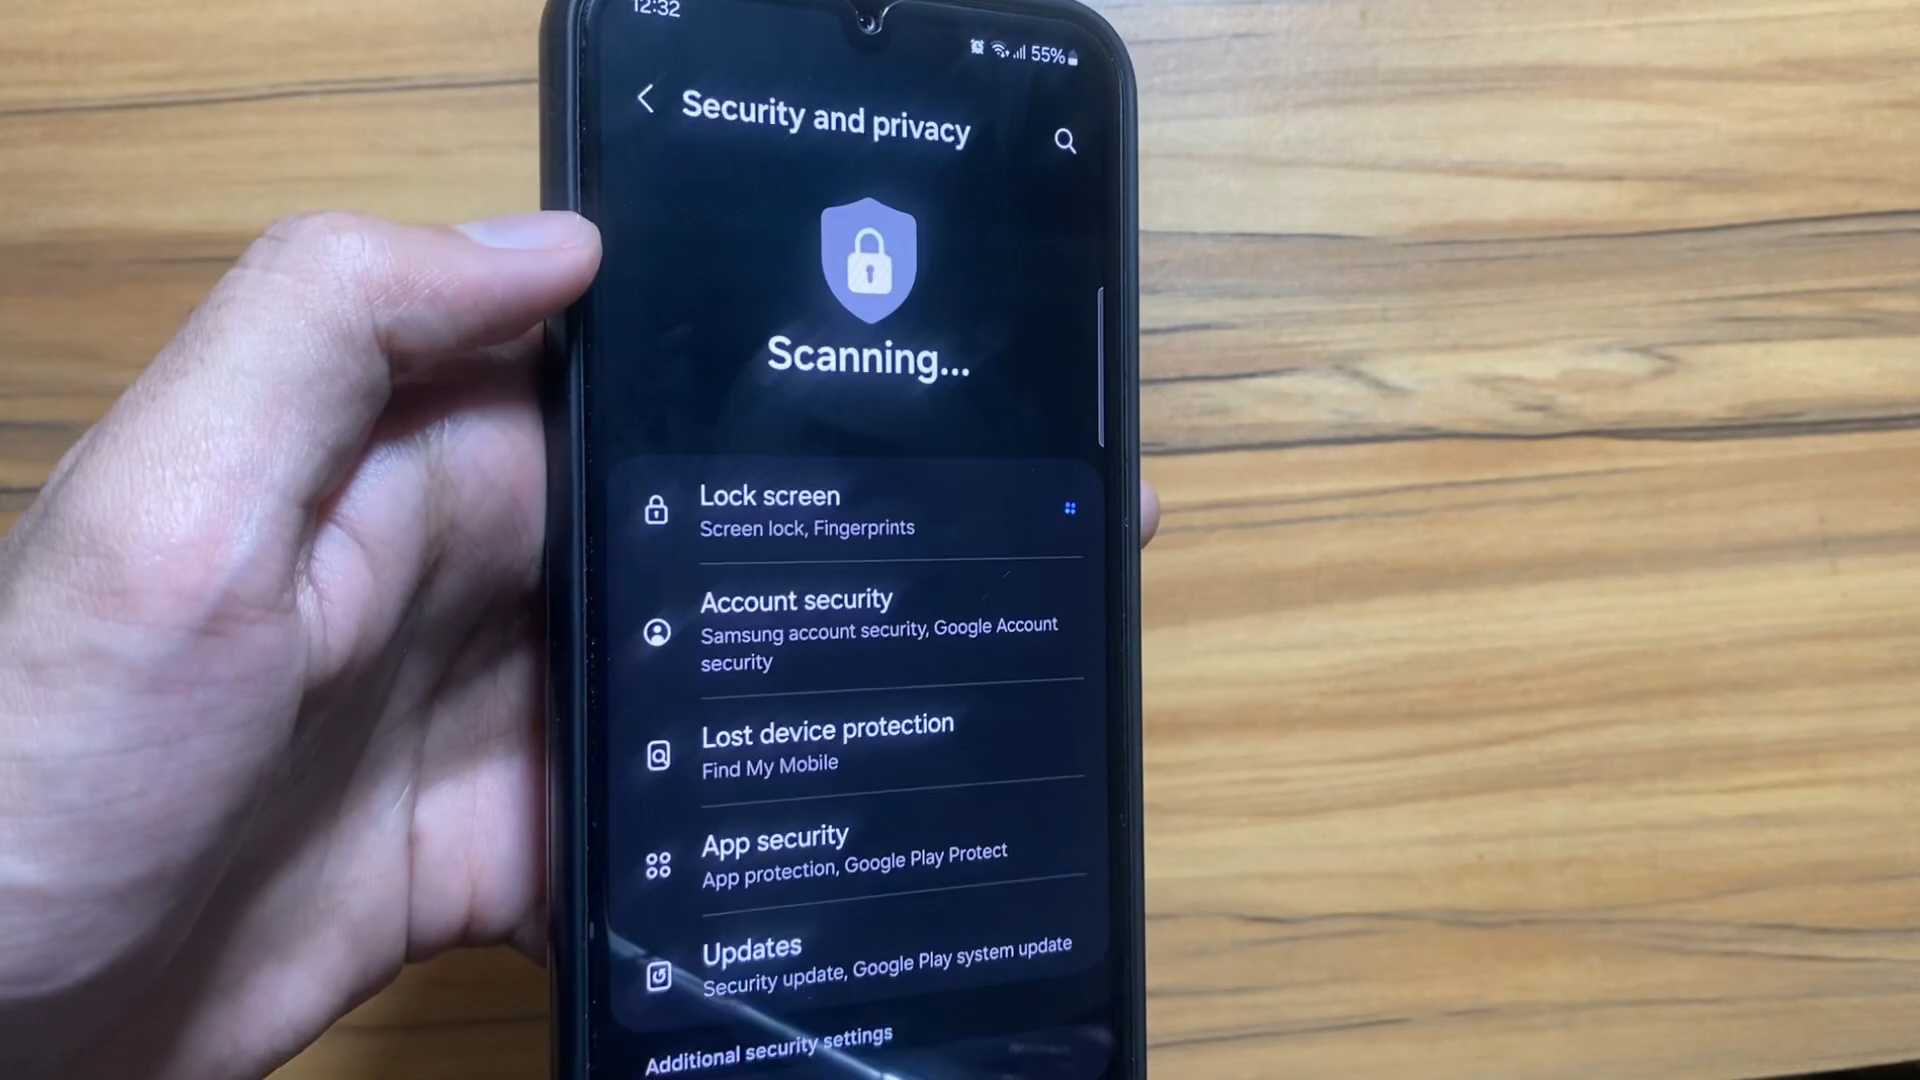 12:32
55%
Security and privacy
Scanning...
Lock screen
Screen lock, Fingerprints
Account security
Samsung account security, Google Account
security
Lost device protection
Find My Mobile
App security
App protection, Google Play Protect
Updates
Security update, Google Play system update
Additional security settings